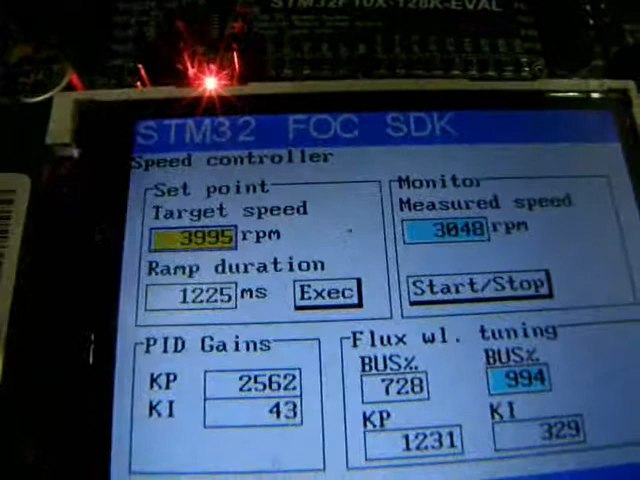 STM32F10X-128K-EVAL
STM32 FOC SDK
Speed controller
Set point
Target speed
3995 rpm
Ramp duration
1225 ms Exec
Monitor
Measured speed
3048 rpm
Start/Stop
PID Gains
KP 2562
KI 43
Flux wl. tuning
BUS% BUS%
728 994
KP KI
1231 329